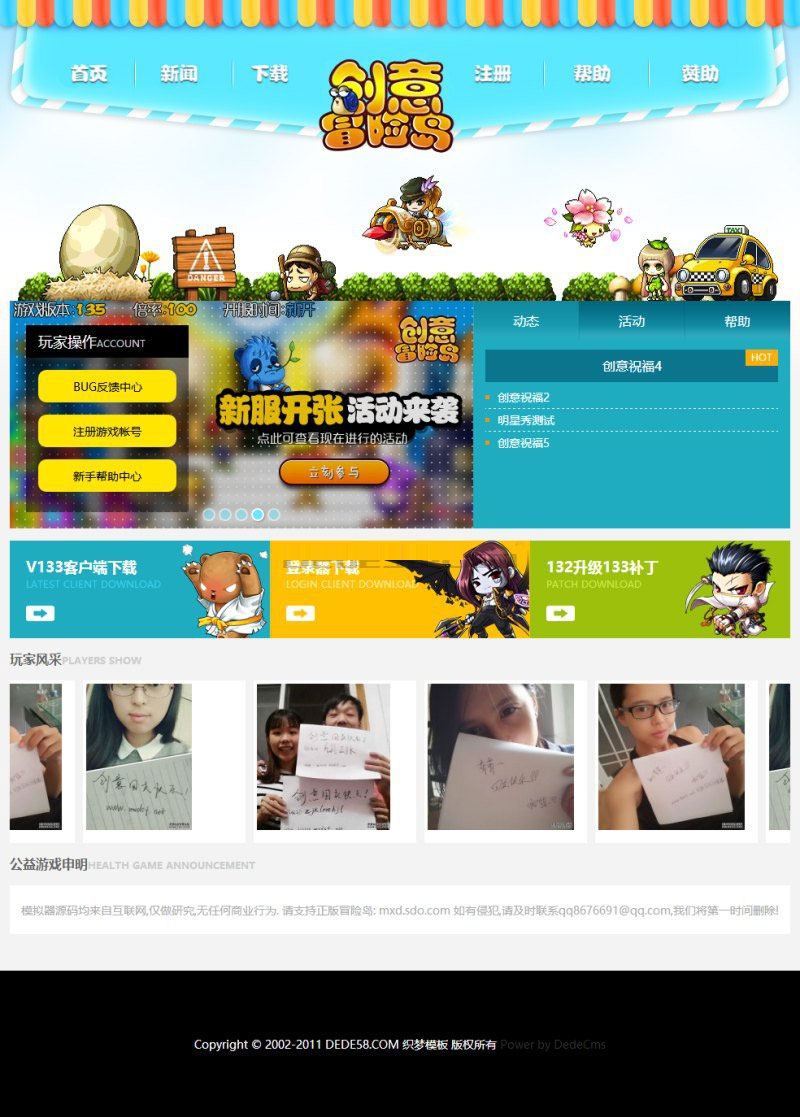 首页 新闻 下载 注册 帮助 赞助
创意
冒险岛
TAXI
DANGER
游戏版本:135 倍率:100 开服时间:新开
玩家操作ACCOUNT
BUG反馈中心
注册游戏帐号
新手帮助中心
创意
冒险岛
新服开张 活动来袭
点此可查看现在进行的活动
立刻参与
动态 活动 帮助
HOT
创意祝福4
创意祝福2
明星秀测试
创意祝福5
V133客户端下载
LATEST CLIENT DOWNLOAD
登录器下载
LOGIN CLIENT DOWNLOAD
132升级133补丁
PATCH DOWNLOAD
玩家风采PLAYERS SHOW
公益游戏申明HEALTH GAME ANNOUNCEMENT
模拟器源码均来自互联网,仅做研究,无任何商业行为. 请支持正版冒险岛: mxd.sdo.com 如有侵犯,请及时联系qq8676691@qq.com,我们将第一时间删除!
Copyright © 2002-2011 DEDE58.COM 织梦模板 版权所有 Power by DedeCms